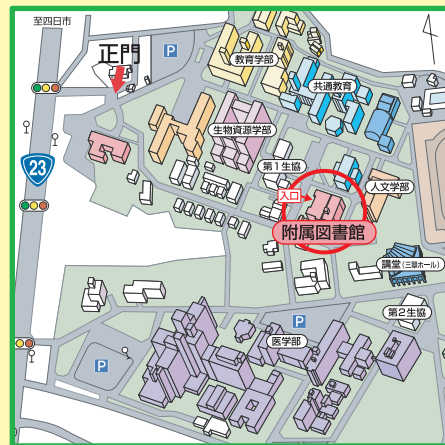 至四日市
正門
P
教育学部
共通教育
生物資源学部
23
第1生協
人文学部
入口
附属図書館
講堂(三翠ホール)
第2生協
P
医学部
P